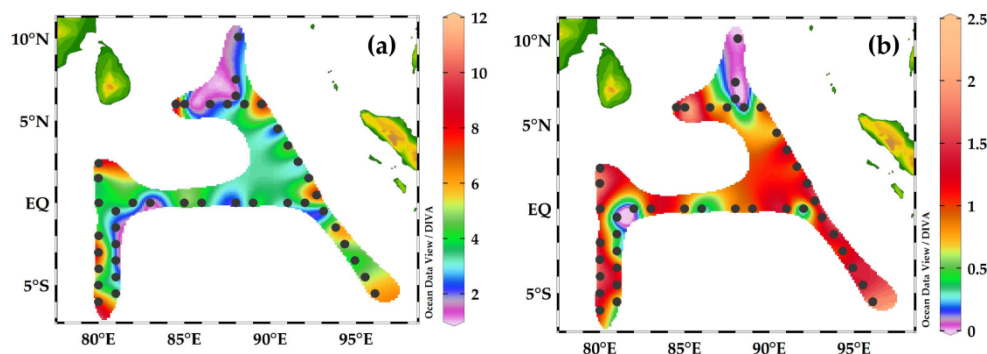 (a)
10°N
5°N
EQ
5°S
80°E 85°E 90°E 95°E
12
10
8
6
4
2
Ocean Data View / DIVA
(b)
10°N
5°N
EQ
5°S
80°E 85°E 90°E 95°E
2.5
2
1.5
1
0.5
0
Ocean Data View / DIVA